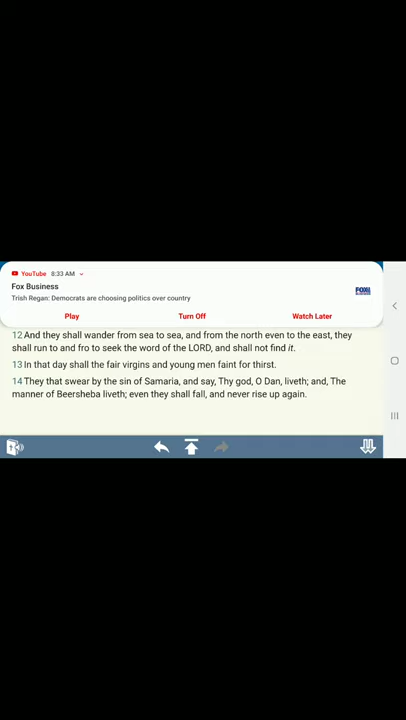 YouTube 8:33 AM
Fox Business
Trish Regan: Democrats are choosing politics over country
FOX
BUSINESS
Play Turn Off Watch Later
12 And they shall wander from sea to sea, and from the north even to the east, they
shall run to and fro to seek the word of the LORD, and shall not find it.
13 In that day shall the fair virgins and young men faint for thirst.
14 They that swear by the sin of Samaria, and say, Thy god, O Dan, liveth; and, The
manner of Beersheba liveth; even they shall fall, and never rise up again.